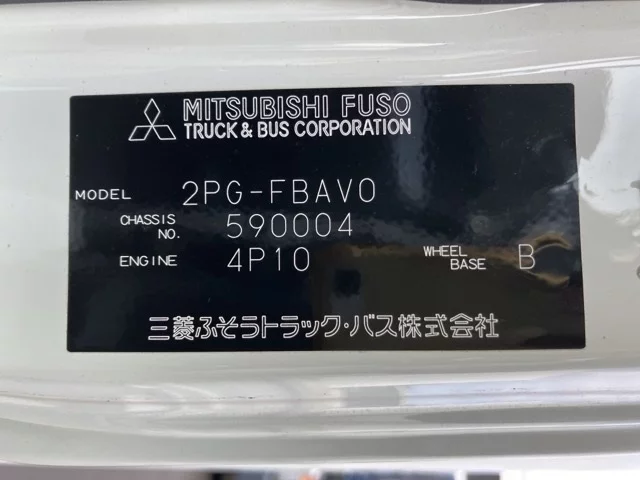 MITSUBISHI FUSO
TRUCK & BUS CORPORATION
MODEL 2PG-FBAV0
CHASSIS NO. 590004
ENGINE 4P10 WHEEL BASE B
三菱ふそうトラック・バス株式会社